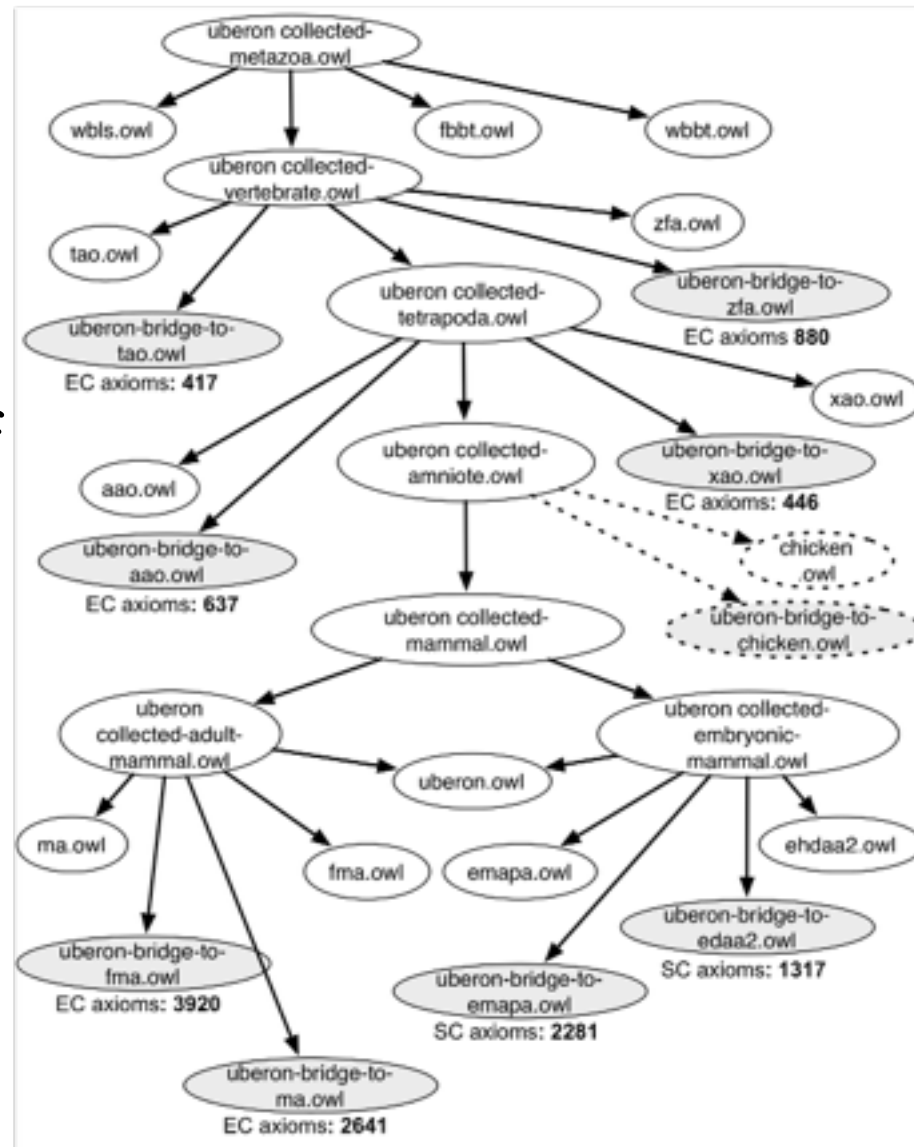 uberon collected-
metazoa.owl
wbls.owl
fbbt.owl
wbbt.owl
uberon collected-
vertebrate.owl
zfa.owl
tao.owl
uberon-bridge-to-
zfa.owl
EC axioms 880
uberon collected-
tetrapoda.owl
uberon-bridge-to-
tao.owl
EC axioms: 417
xao.owl
uberon collected-
amniote.owl
uberon-bridge-to-
xao.owl
EC axioms: 446
aao.owl
uberon-bridge-to-
aao.owl
EC axioms: 637
chicken
.owl
uberon-bridge-to-
chicken.owl
uberon collected-
mammal.owl
uberon
collected-adult-
mammal.owl
uberon collected-
embryonic-
mammal.owl
uberon.owl
ma.owl
fma.owl
emapa.owl
ehdaa2.owl
uberon-bridge-to-
fma.owl
EC axioms: 3920
uberon-bridge-to-
edaa2.owl
SC axioms: 1317
uberon-bridge-to-
emapa.owl
SC axioms: 2281
uberon-bridge-to-
ma.owl
EC axioms: 2641